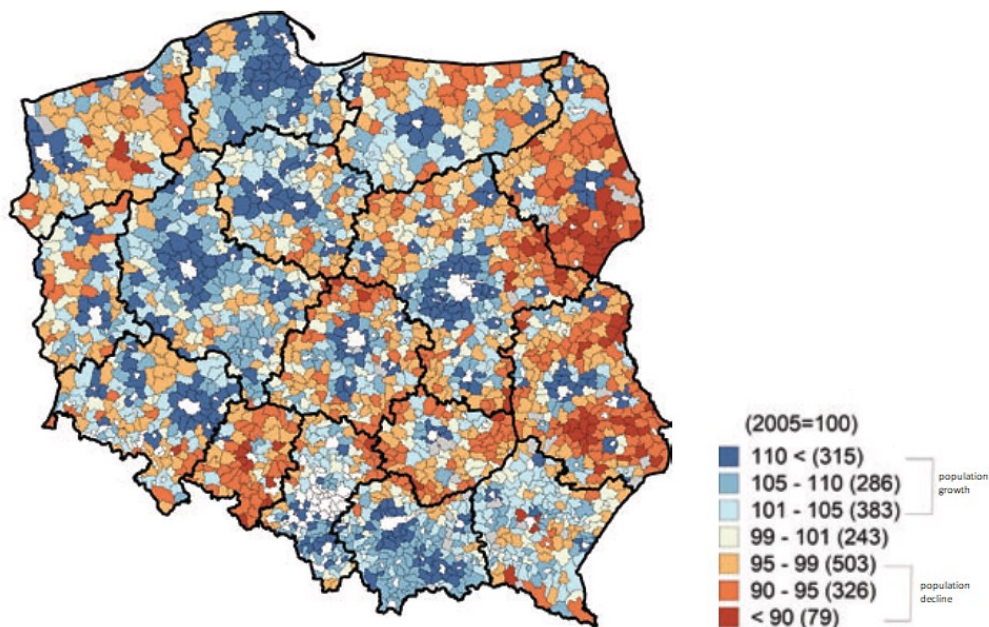 (2005=100)
110 < (315)
105 - 110 (286)
101 - 105 (383)
99 - 101 (243)
95 - 99 (503)
90 - 95 (326)
< 90 (79)
population
growth
population
decline